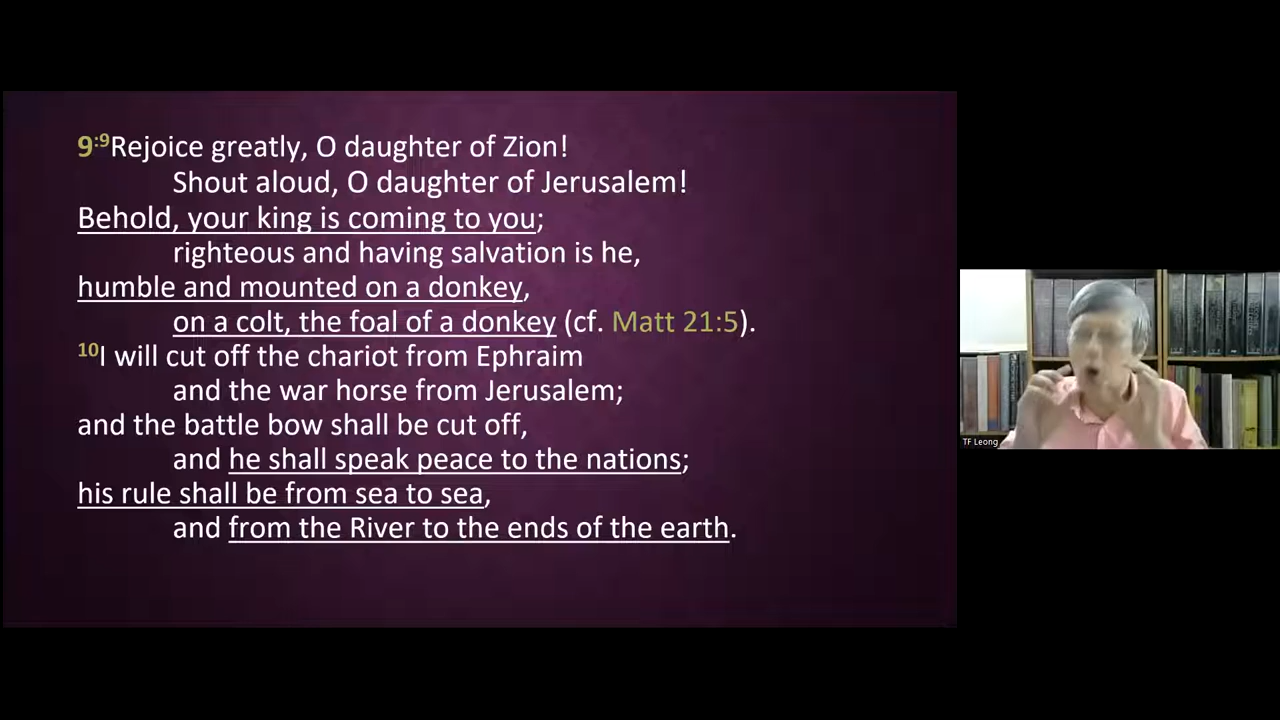 9:9Rejoice greatly, O daughter of Zion!
Shout aloud, O daughter of Jerusalem!
Behold, your king is coming to you;
righteous and having salvation is he,
humble and mounted on a donkey,
on a colt, the foal of a donkey (cf. Matt 21:5).
10I will cut off the chariot from Ephraim
and the war horse from Jerusalem;
and the battle bow shall be cut off,
and he shall speak peace to the nations;
his rule shall be from sea to sea,
and from the River to the ends of the earth.
TF Leong